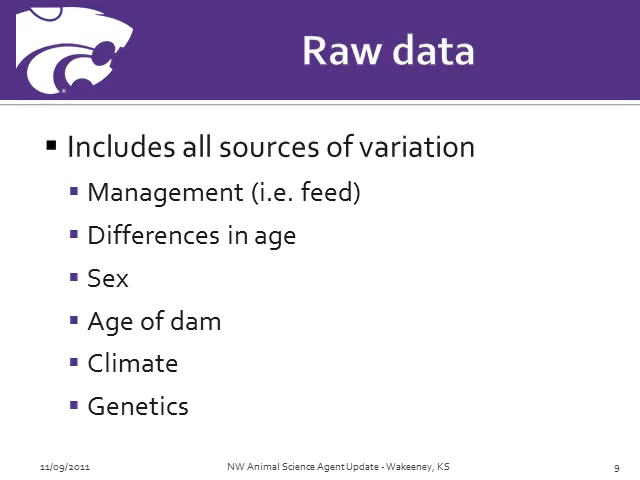 Raw data
Includes all sources of variation
Management (i.e. feed)
Differences in age
Sex
Age of dam
Climate
Genetics
11/09/2011 NW Animal Science Agent Update - Wakeeney, KS 9